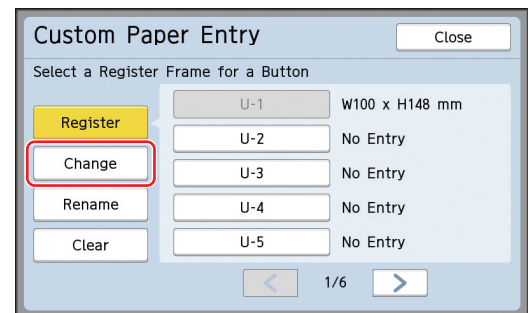 Custom Paper Entry
Close
Select a Register Frame for a Button
Register
Change
Rename
Clear
U-1 W100 x H148 mm
U-2 No Entry
U-3 No Entry
U-4 No Entry
U-5 No Entry
< 1/6 >